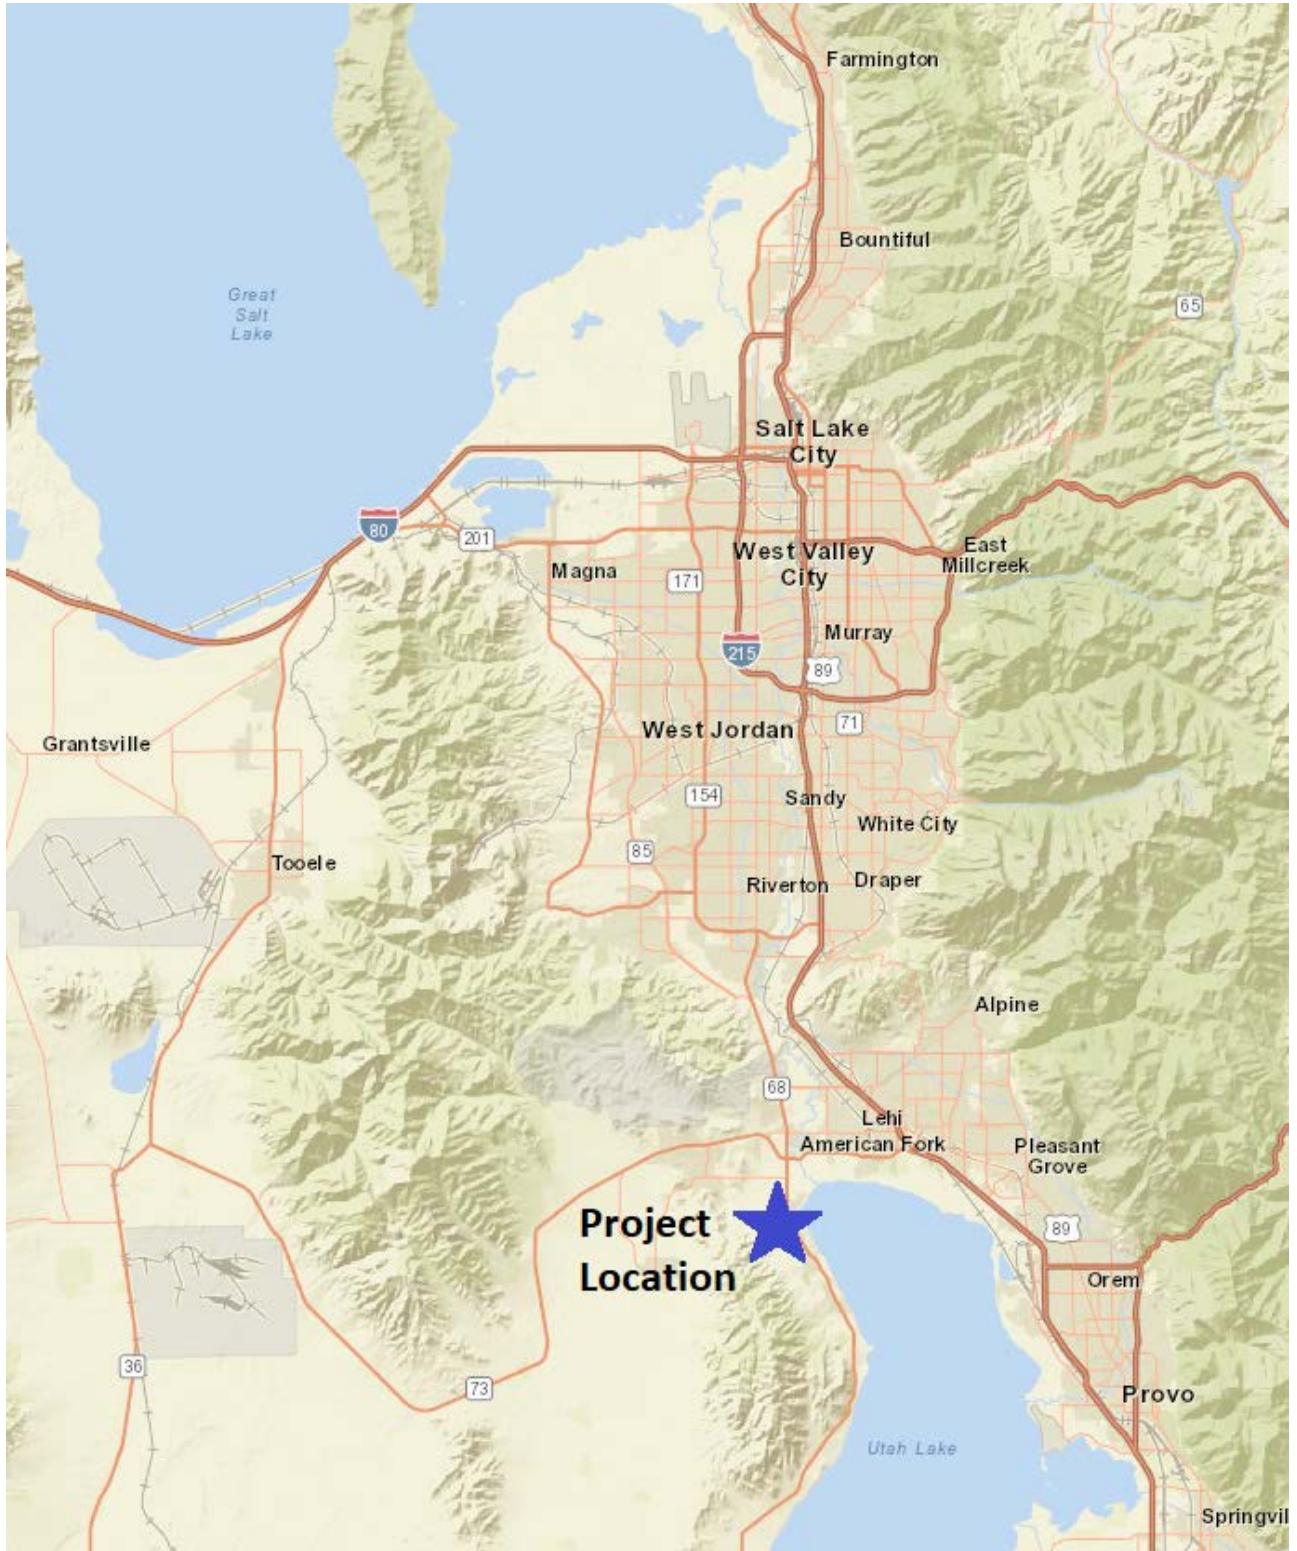 Farmington
Bountiful
Great
Salt
Lake
65
Salt Lake
City
80
201
East
Millcreek
West Valley
City
Magna
171
Murray
215
89
71
West Jordan
Grantsville
154
Sandy
White City
85
Tooele
Riverton
Draper
Alpine
68
Lehi
American Fork
Pleasant
Grove
Project
Location
89
Orem
36
73
Provo
Utah Lake
Springvil